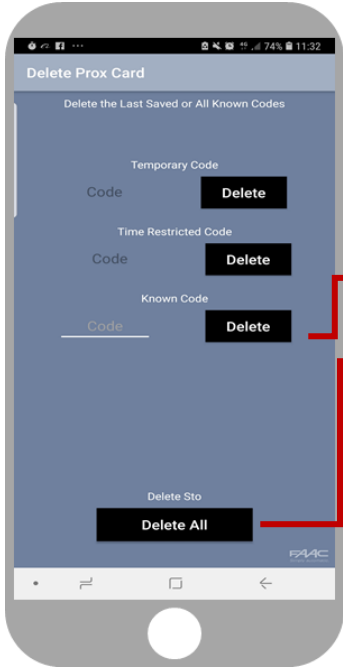 74% 11:32
Delete Prox Card
Delete the Last Saved or All Known Codes
Temporary Code
Code Delete
Time Restricted Code
Code Delete
Known Code
Code Delete
Delete Sto
Delete All
FAAC